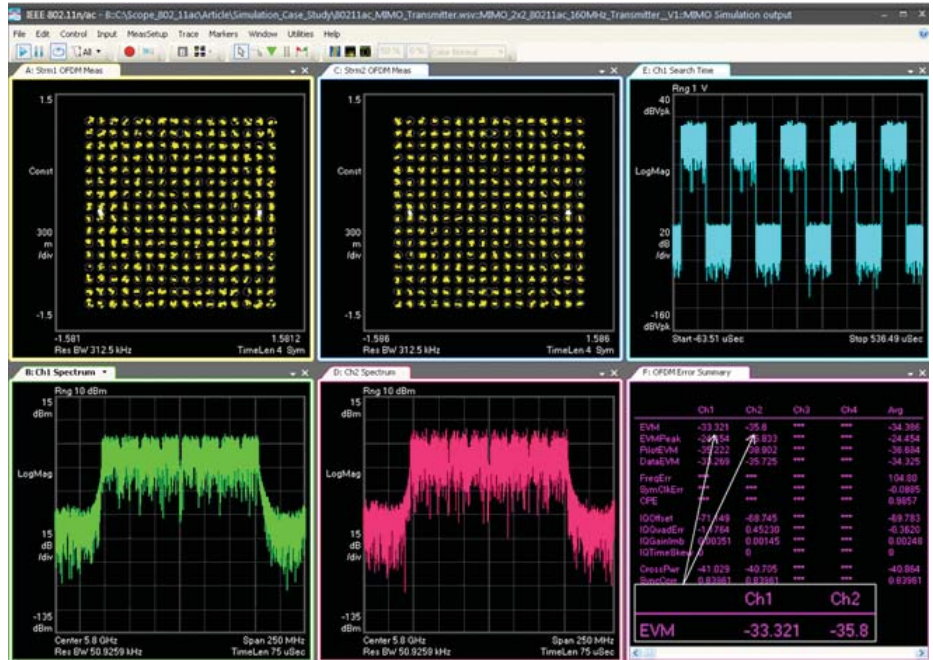 IEEE 802.11n/ac - B::C:\Scope_802_11ac\Article\Simulation_Case_Study\80211ac_MIMO_Transmitter.wsv::MIMO_2x2_80211ac_160MHz_Transmitter__V1::MIMO Simulation output
File Edit Control Input MeasSetup Trace Markers Window Utilities Help
All
50 % 0 % Color Normal
A: Strm1 OFDM Meas
1.5
Const
300
m
/div
-1.5
-1.581 1.5812
Res BW 312.5 kHz TimeLen 4 Sym
C: Strm2 OFDM Meas
1.5
Const
300
m
/div
-1.5
-1.586 1.586
Res BW 312.5 kHz TimeLen 4 Sym
E: Ch1 Search Time
Rng 1 V
40
dBVpk
LogMag
20
dB
/div
-160
dBVpk
Start -63.51 uSec Stop 536.49 uSec
B: Ch1 Spectrum
Rng 10 dBm
15
dBm
LogMag
15
dB
/div
-135
dBm
Center 5.8 GHz Span 250 MHz
Res BW 50.9259 kHz TimeLen 75 uSec
D: Ch2 Spectrum
Rng 10 dBm
15
dBm
LogMag
15
dB
/div
-135
dBm
Center 5.8 GHz Span 250 MHz
Res BW 50.9259 kHz TimeLen 75 uSec
F: OFDM Error Summary
Ch1 Ch2 Ch3 Ch4 Avg
EVM -33.321 -35.8 *** *** -34.386
EVMPeak *** *** -24.454
PilotEVM *** *** -36.684
DataEVM -35.725 *** *** -34.325
FreqErr *** *** *** *** 104.80
SymClkErr *** *** *** *** -0.0885
CPE *** *** *** *** 0.9857
IQOffset -68.745 *** *** -69.783
IQQuadErr 0.45230 *** *** -0.3620
IQGainImb 0.00351 0.00145 *** *** 0.00248
IQTimeSkew 0 0 *** *** 0
CrossPwr -41.029 -40.705 *** *** -40.864
SyncCorr 0.83961 0.83961 *** *** 0.83961
Ch1 Ch2
EVM -33.321 -35.8